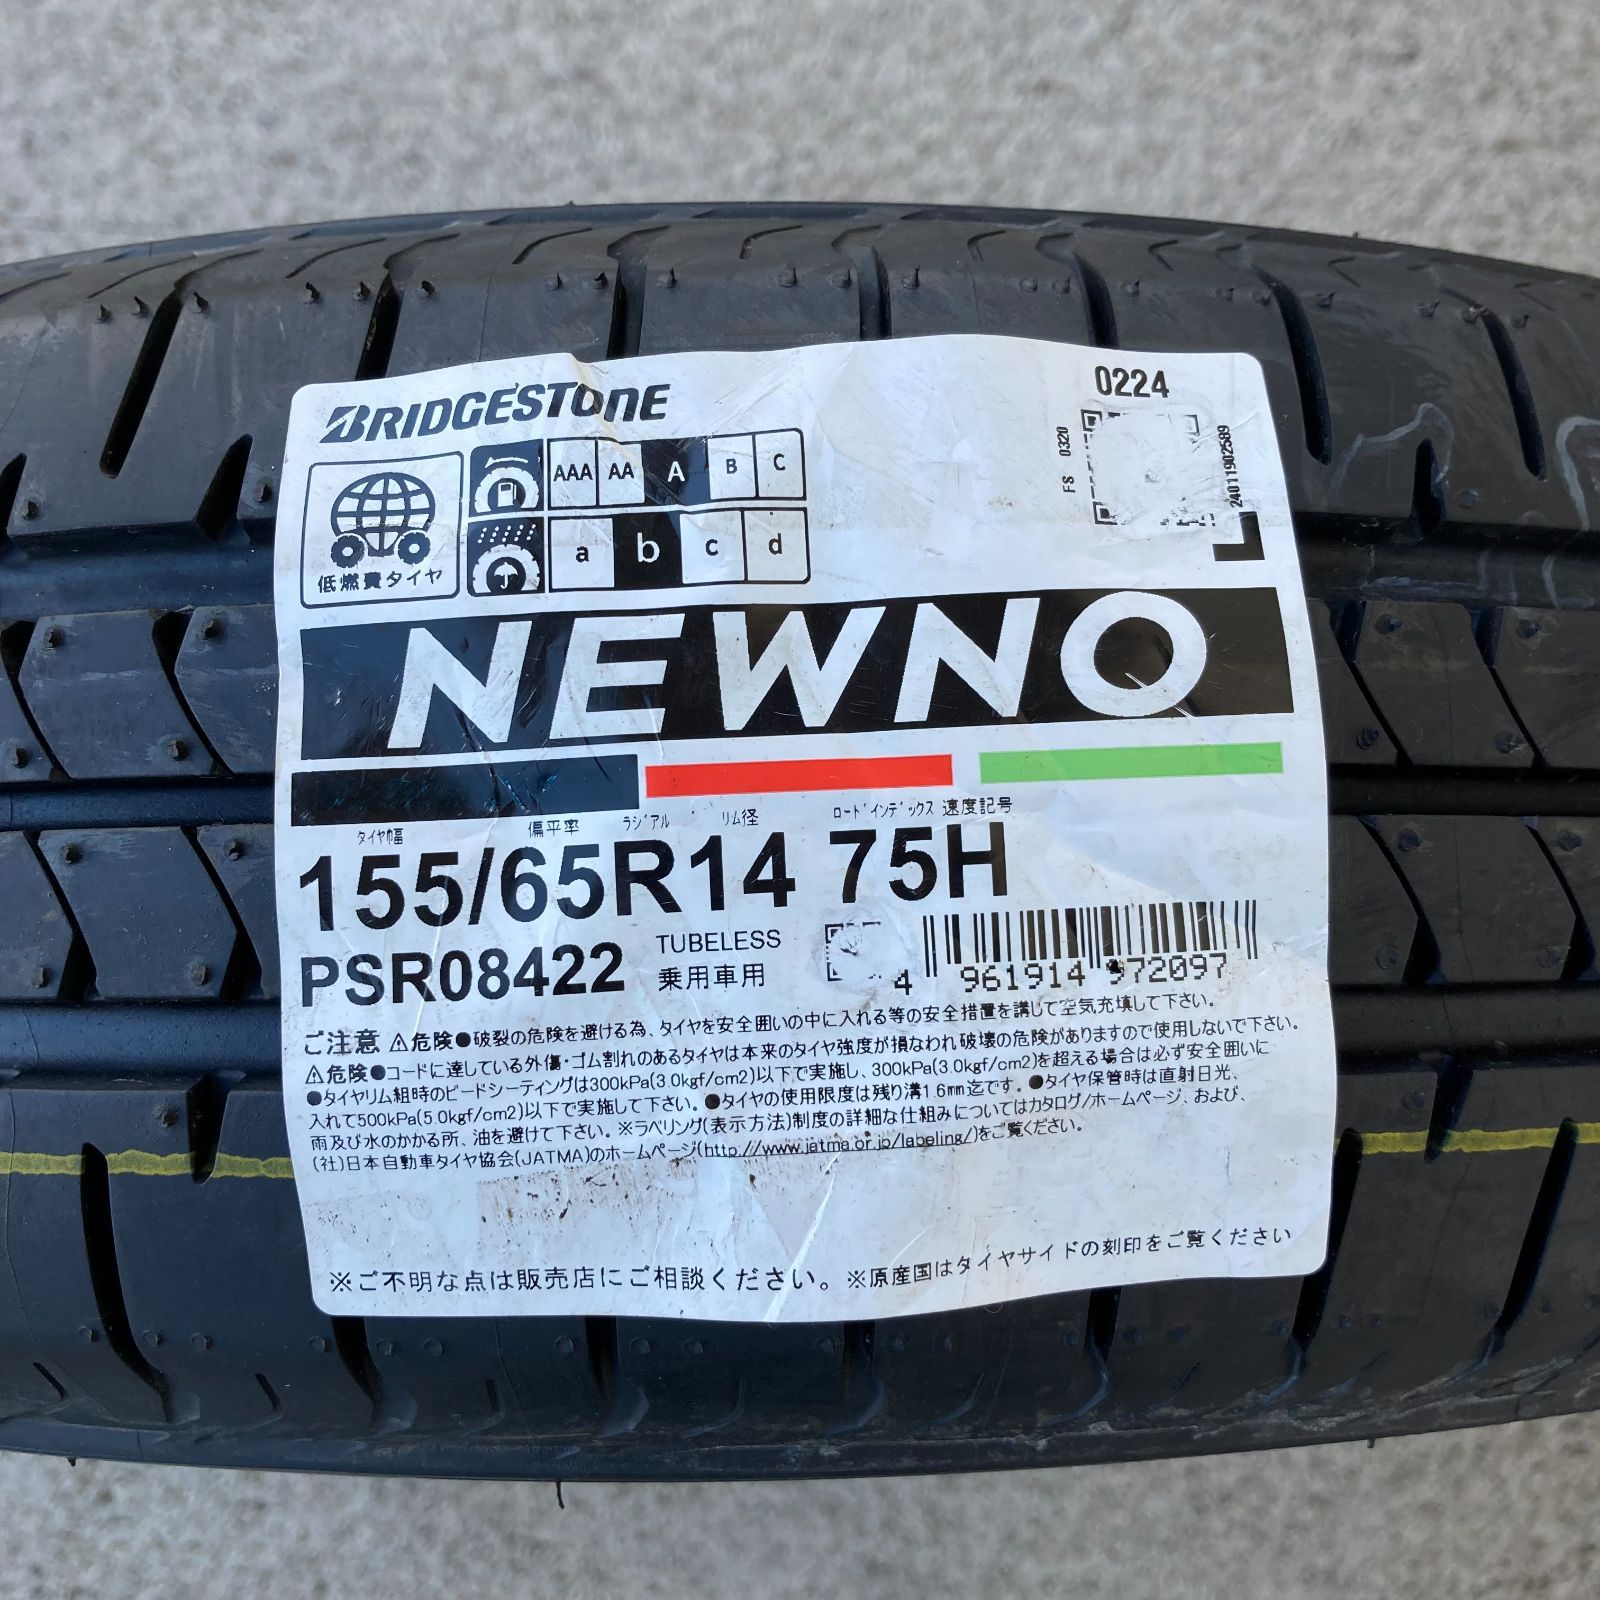 BRIDGESTONE
0224
FS 0320
24011902589
L
低燃費タイヤ
AAA AA A B C
a b c d
NEWNO
タイヤ幅 偏平率 ラジアル リム径 ロードインデックス 速度記号
155/65R14 75H
PSR08422
TUBELESS
乗用車用
4 961914 972097
ご注意 ⚠危険●破裂の危険を避ける為、タイヤを安全囲いの中に入れる等の安全措置を講じて空気充填して下さい。
⚠危険●コードに達している外傷・ゴム割れのあるタイヤは本来のタイヤ強度が損なわれ破壊の危険がありますので使用しないで下さい。
●タイヤリム組時のビードシーティングは300kPa(3.0kgf/cm2)以下で実施し、300kPa(3.0kgf/cm2)を超える場合は必ず安全囲いに
入れて500kPa(5.0kgf/cm2)以下で実施して下さい。●タイヤの使用限度は残り溝1.6mm迄です。●タイヤ保管時は直射日光、
雨及び水のかかる所、油を避けて下さい。※ラベリング(表示方法)制度の詳細な仕組みについてはカタログ/ホームページ、および、
(社)日本自動車タイヤ協会(JATMA)のホームページ(http://www.jatma.or.jp/labeling/)をご覧ください。
※ご不明な点は販売店にご相談ください。※原産国はタイヤサイドの刻印をご覧ください